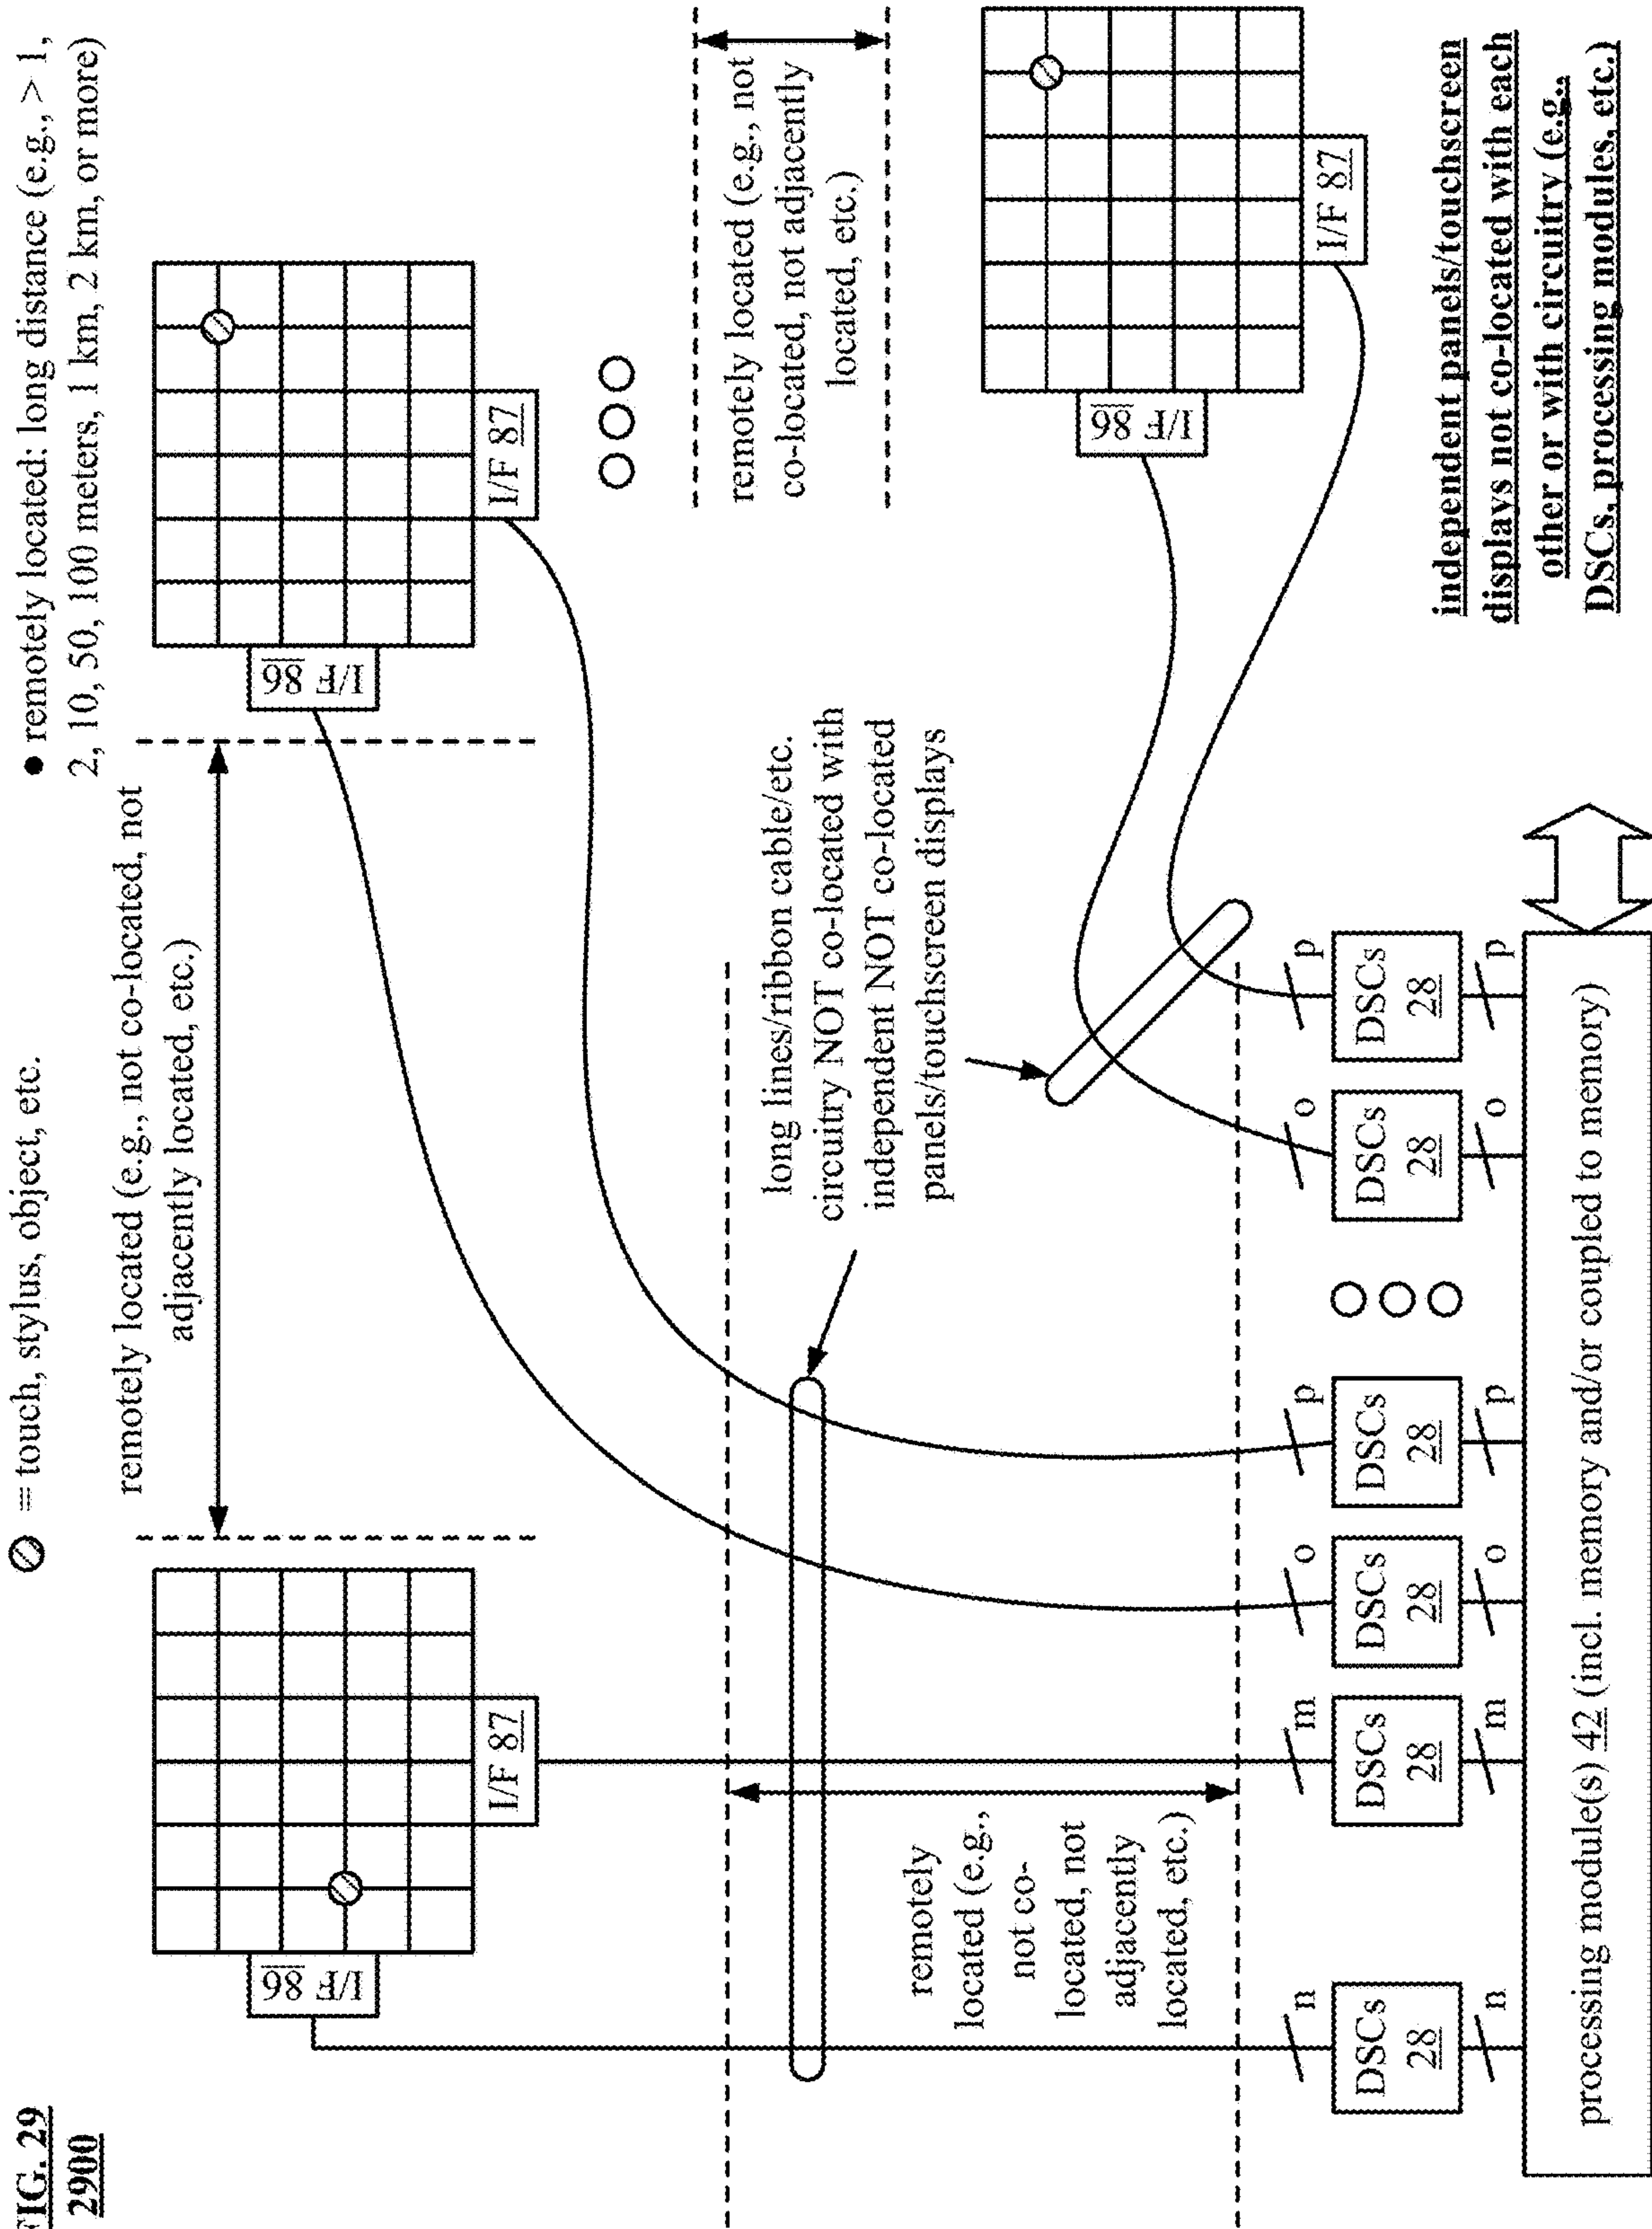 FIG. 29
2900
= touch, stylus, object, etc.
● remotely located: long distance (e.g., > 1,
2, 10, 50, 100 meters, 1 km, 2 km, or more)
remotely located (e.g., not co-located, not
adjacently located, etc.)
I/F 86
I/F 87
I/F 86
I/F 87
remotely located (e.g., not
co-located, not adjacently
located, etc.)
long lines/ribbon cable/etc.
circuitry NOT co-located with
independent NOT co-located
panels/touchscreen displays
I/F 86
I/F 87
remotely
located (e.g.,
not co-
located, not
adjacently
located, etc.)
independent panels/touchscreen
displays not co-located with each
other or with circuitry (e.g.,
DSCs, processing modules, etc.)
n m o p o p
DSCs DSCs DSCs DSCs DSCs DSCs
28 28 28 28 28 28
n m o p o p
processing module(s) 42 (incl. memory and/or coupled to memory)